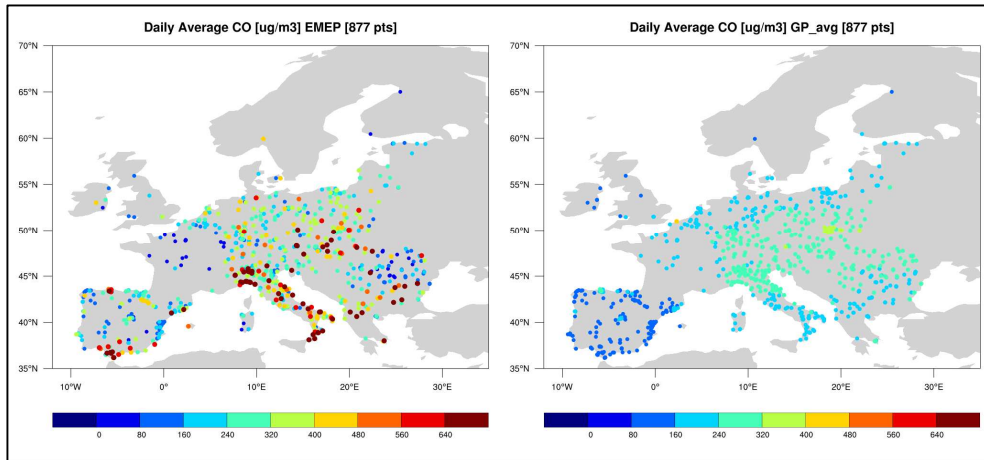 Daily Average CO [ug/m3] EMEP [877 pts]
70°N
65°N
60°N
55°N
50°N
45°N
40°N
35°N
10°W 0° 10°E 20°E 30°E
0 80 160 240 320 400 480 560 640
Daily Average CO [ug/m3] GP_avg [877 pts]
70°N
65°N
60°N
55°N
50°N
45°N
40°N
35°N
10°W 0° 10°E 20°E 30°E
0 80 160 240 320 400 480 560 640